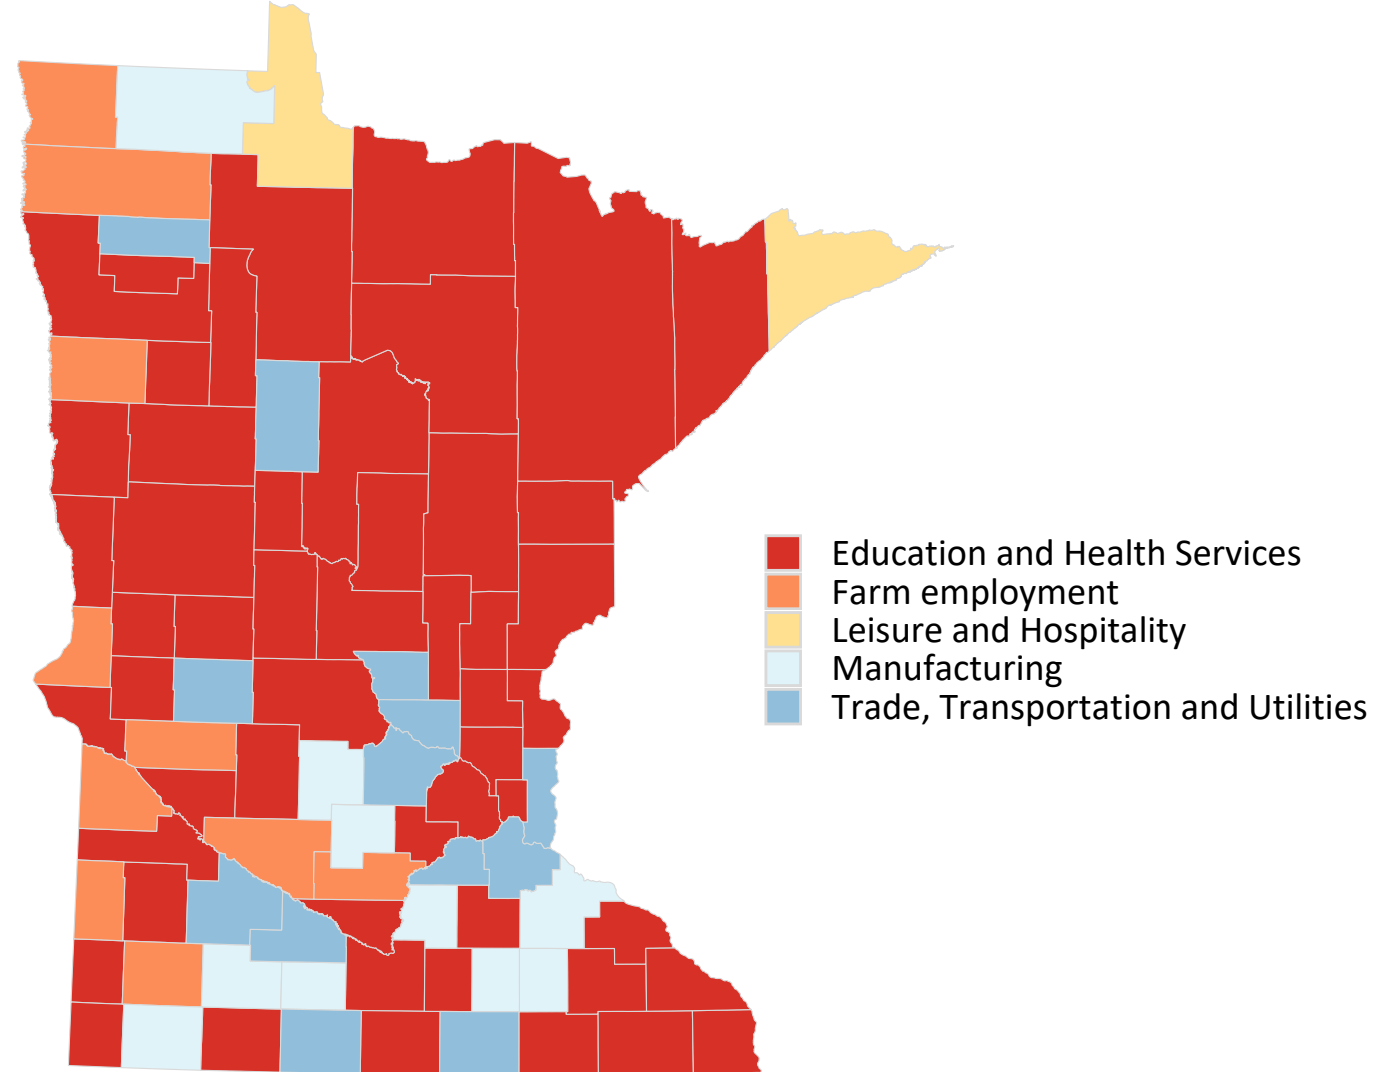 Education and Health Services
Farm employment
Leisure and Hospitality
Manufacturing
Trade, Transportation and Utilities